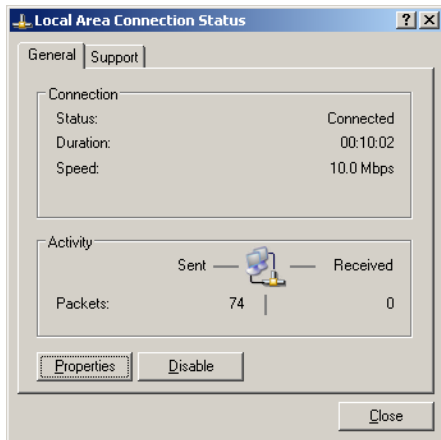 Local Area Connection Status
General Support
Connection
Status: Connected
Duration: 00:10:02
Speed: 10.0 Mbps
Activity
Sent Received
Packets: 74 0
Properties Disable
Close